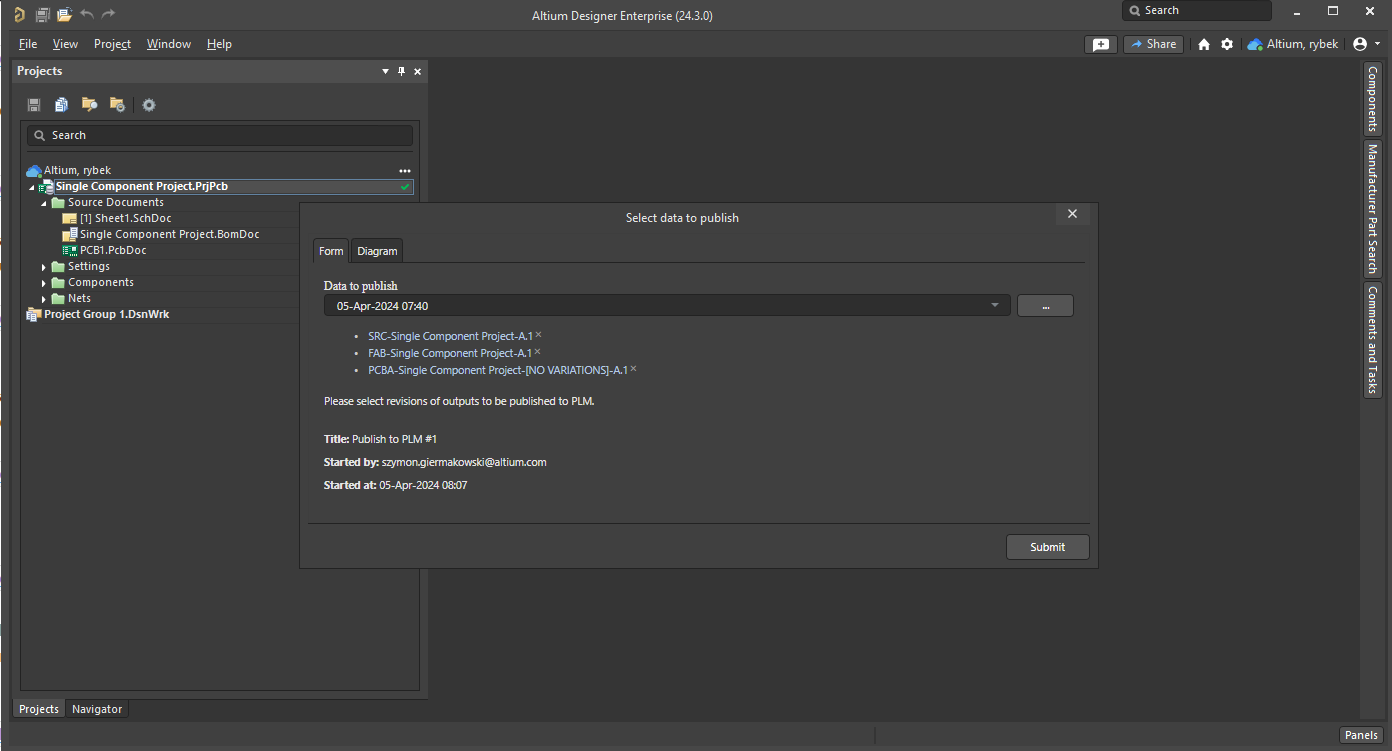 Altium Designer Enterprise (24.3.0)
Search
File View Project Window Help
Share
Altium, rybek
Projects
Search
Altium, rybek
Single Component Project.PrjPcb
Source Documents
[1] Sheet1.SchDoc
Single Component Project.BomDoc
PCB1.PcbDoc
Settings
Components
Nets
Project Group 1.DsnWrk
Select data to publish
Form Diagram
Data to publish
05-Apr-2024 07:40
...
• SRC-Single Component Project-A.1
• FAB-Single Component Project-A.1
• PCBA-Single Component Project-[NO VARIATIONS]-A.1
Please select revisions of outputs to be published to PLM.
Title: Publish to PLM #1
Started by: szymon.giermakowski@altium.com
Started at: 05-Apr-2024 08:07
Submit
Components
Manufacturer Part Search
Comments and Tasks
Projects Navigator
Panels